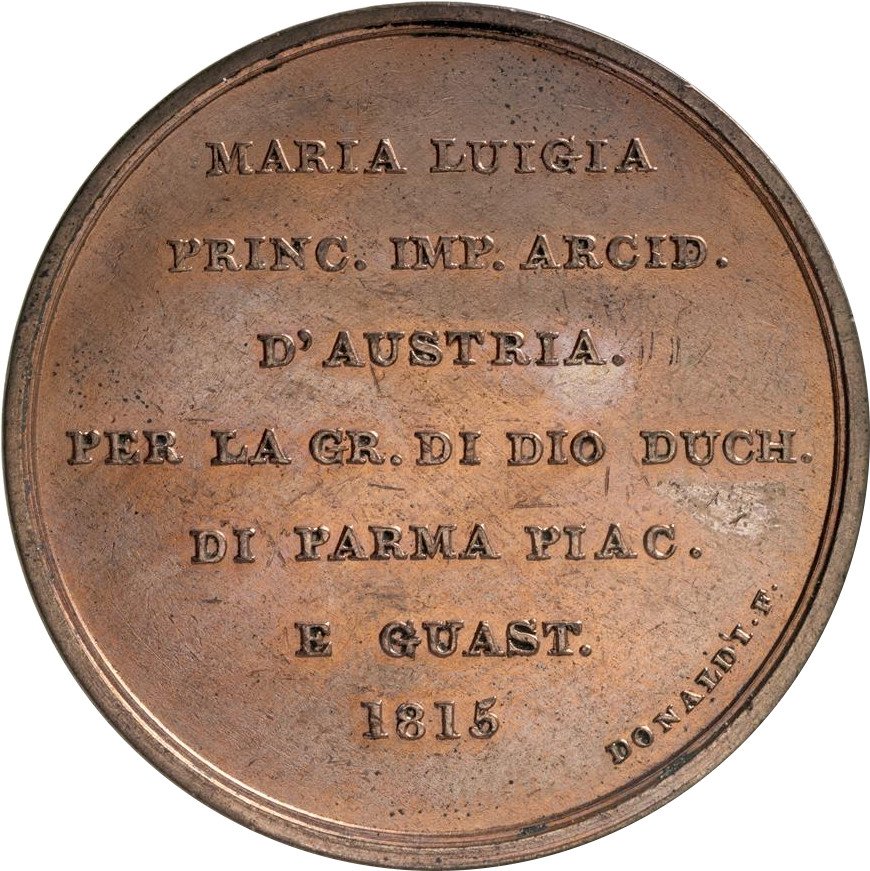 MARIA LUIGIA
PRINC. IMP. ARCID.
D'AUSTRIA.
PER LA GR. DI DIO DUCH.
DI PARMA PIAC.
E GUAST.
1815
DONALDI. F.